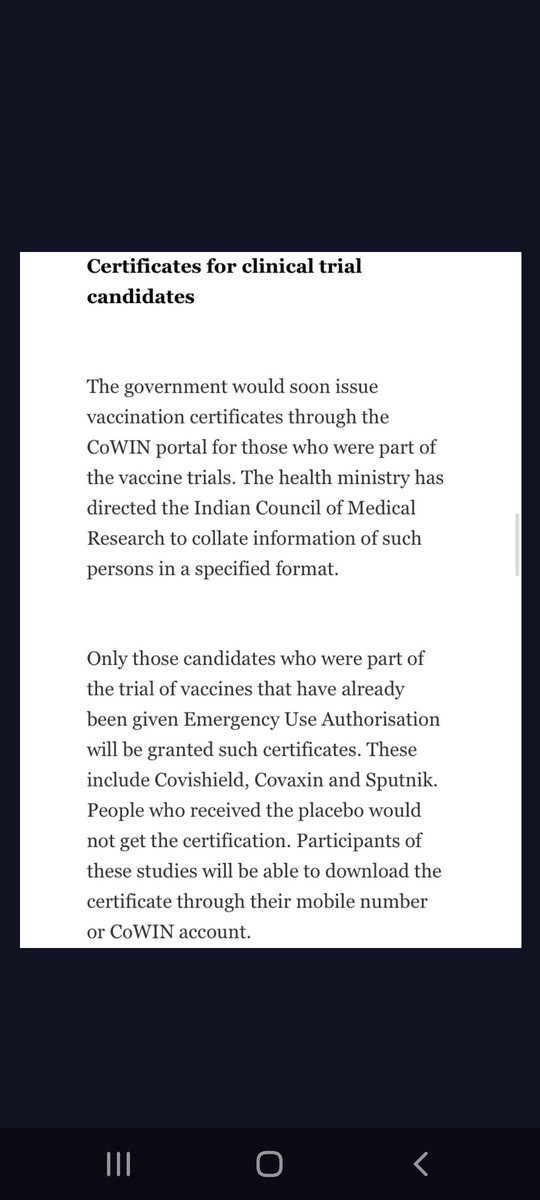 Certificates for clinical trial
candidates
The government would soon issue
vaccination certificates through the
CoWIN portal for those who were part of
the vaccine trials. The health ministry has
directed the Indian Council of Medical
Research to collate information of such
persons in a specified format.
Only those candidates who were part of
the trial of vaccines that have already
been given Emergency Use Authorisation
will be granted such certificates. These
include Covishield, Covaxin and Sputnik.
People who received the placebo would
not get the certification. Participants of
these studies will be able to download the
certificate through their mobile number
or CoWIN account.